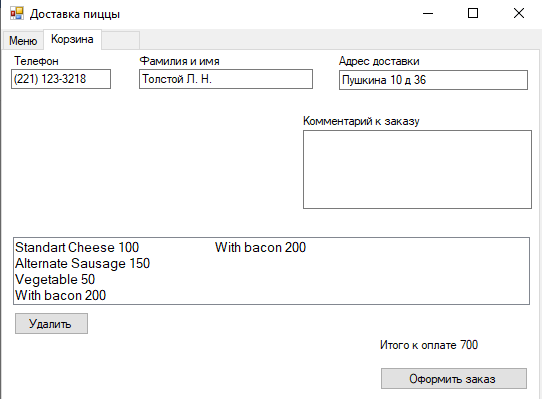 Доставка пиццы
Меню Корзина
Телефон Фамилия и имя Адрес доставки
(221) 123-3218 Толстой Л. Н. Пушкина 10 д 36
Комментарий к заказу
Standart Cheese 100 With bacon 200
Alternate Sausage 150
Vegetable 50
With bacon 200
Удалить
Итого к оплате 700
Оформить заказ